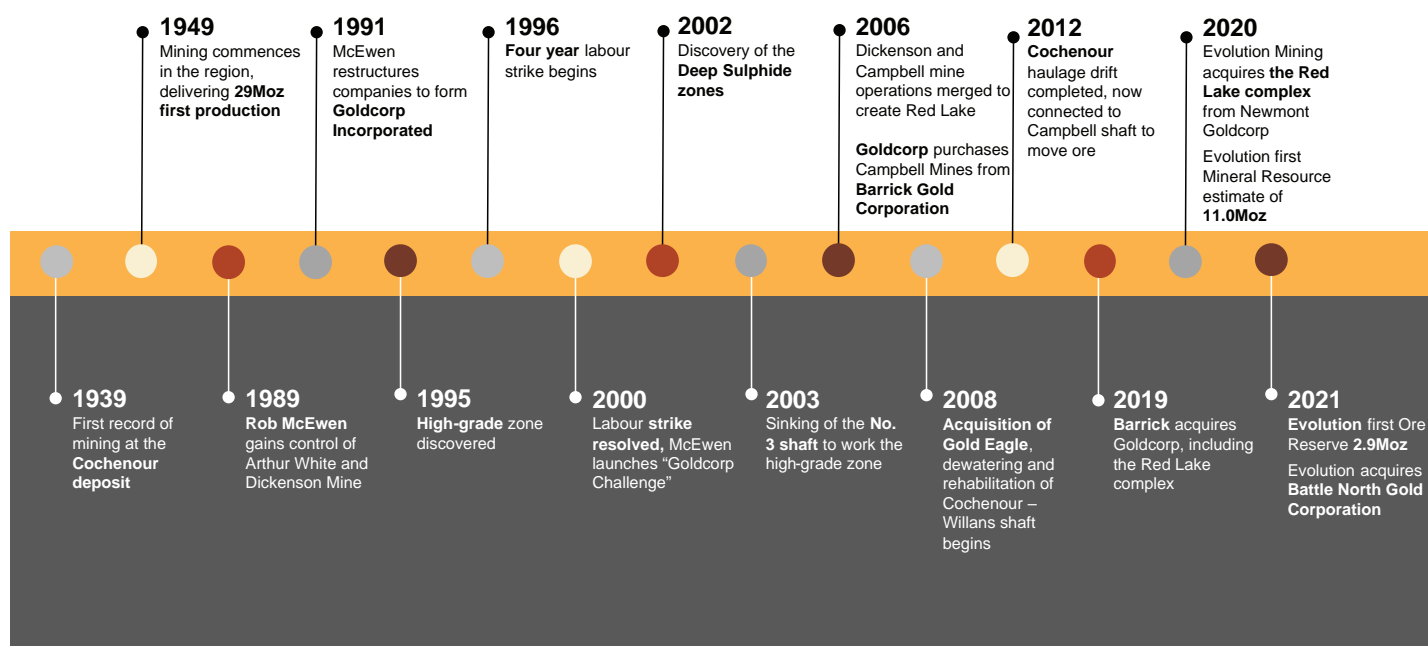 1949
Mining commences
in the region,
delivering 29Moz
first production
1991
McEwen
restructures
companies to form
Goldcorp
Incorporated
1996
Four year labour
strike begins
2002
Discovery of the
Deep Sulphide
zones
2006
Dickenson and
Campbell mine
operations merged to
create Red Lake
Goldcorp purchases
Campbell Mines from
Barrick Gold
Corporation
2012
Cochenour
haulage drift
completed, now
connected to
Campbell shaft to
move ore
2020
Evolution Mining
acquires the Red
Lake complex
from Newmont
Goldcorp
Evolution first
Mineral Resource
estimate of
11.0Moz
1939
First record of
mining at the
Cochenour
deposit
1989
Rob McEwen
gains control of
Arthur White and
Dickenson Mine
1995
High-grade zone
discovered
2000
Labour strike
resolved, McEwen
launches “Goldcorp
Challenge”
2003
Sinking of the No.
3 shaft to work the
high-grade zone
2008
Acquisition of
Gold Eagle,
dewatering and
rehabilitation of
Cochenour –
Willans shaft
begins
2019
Barrick acquires
Goldcorp, including
the Red Lake
complex
2021
Evolution first Ore
Reserve 2.9Moz
Evolution acquires
Battle North Gold
Corporation